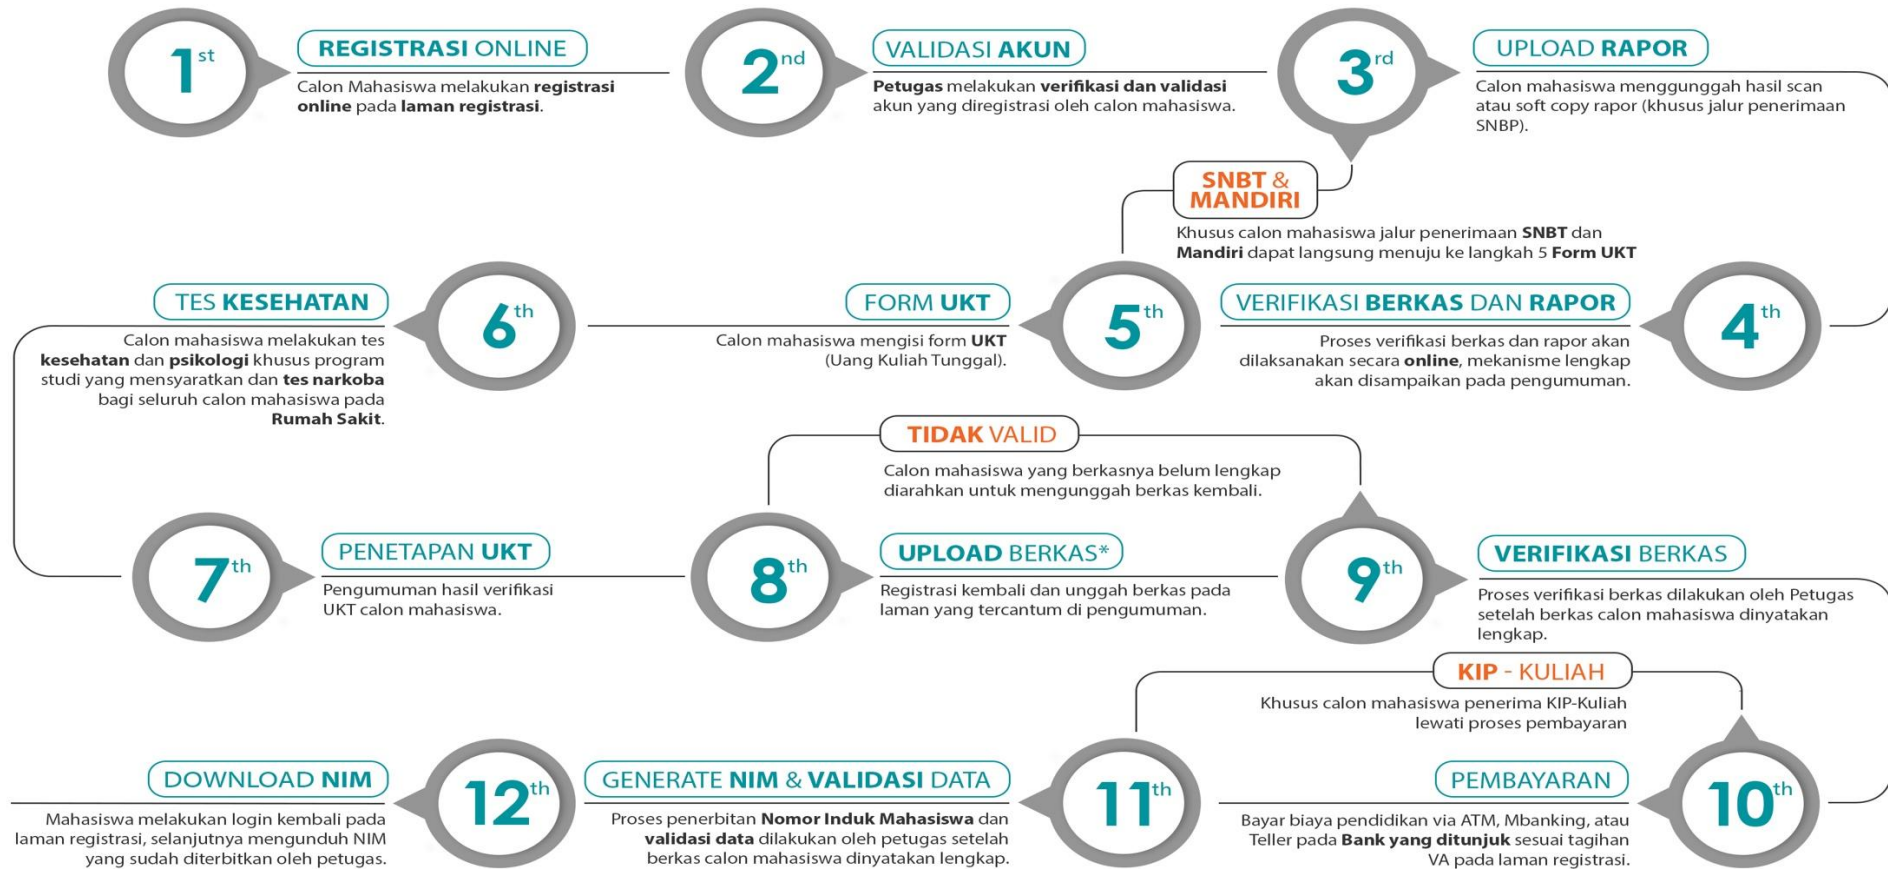 1st
REGISTRASI ONLINE
Calon Mahasiswa melakukan registrasi
online pada laman registrasi.
2nd
VALIDASI AKUN
Petugas melakukan verifikasi dan validasi
akun yang diregistrasi oleh calon mahasiswa.
3rd
UPLOAD RAPOR
Calon mahasiswa menggunggah hasil scan
atau soft copy rapor (khusus jalur penerimaan
SNBP).
SNBT &
MANDIRI
Khusus calon mahasiswa jalur penerimaan SNBT dan
Mandiri dapat langsung menuju ke langkah 5 Form UKT
4th
VERIFIKASI BERKAS DAN RAPOR
Proses verifikasi berkas dan rapor akan
dilaksanakan secara online, mekanisme lengkap
akan disampaikan pada pengumuman.
5th
FORM UKT
Calon mahasiswa mengisi form UKT
(Uang Kuliah Tunggal).
6th
TES KESEHATAN
Calon mahasiswa melakukan tes
kesehatan dan psikologi khusus program
studi yang mensyaratkan dan tes narkoba
bagi seluruh calon mahasiswa pada
Rumah Sakit.
7th
PENETAPAN UKT
Pengumuman hasil verifikasi
UKT calon mahasiswa.
8th
UPLOAD BERKAS*
Registrasi kembali dan unggah berkas pada
laman yang tercantum di pengumuman.
TIDAK VALID
Calon mahasiswa yang berkasnya belum lengkap
diarahkan untuk mengunggah berkas kembali.
9th
VERIFIKASI BERKAS
Proses verifikasi berkas dilakukan oleh Petugas
setelah berkas calon mahasiswa dinyatakan
lengkap.
KIP - KULIAH
Khusus calon mahasiswa penerima KIP-Kuliah
lewati proses pembayaran
10th
PEMBAYARAN
Bayar biaya pendidikan via ATM, Mbanking, atau
Teller pada Bank yang ditunjuk sesuai tagihan
VA pada laman registrasi.
11th
GENERATE NIM & VALIDASI DATA
Proses penerbitan Nomor Induk Mahasiswa dan
validasi data dilakukan oleh petugas setelah
berkas calon mahasiswa dinyatakan lengkap.
12th
DOWNLOAD NIM
Mahasiswa melakukan login kembali pada
laman registrasi, selanjutnya mengunduh NIM
yang sudah diterbitkan oleh petugas.